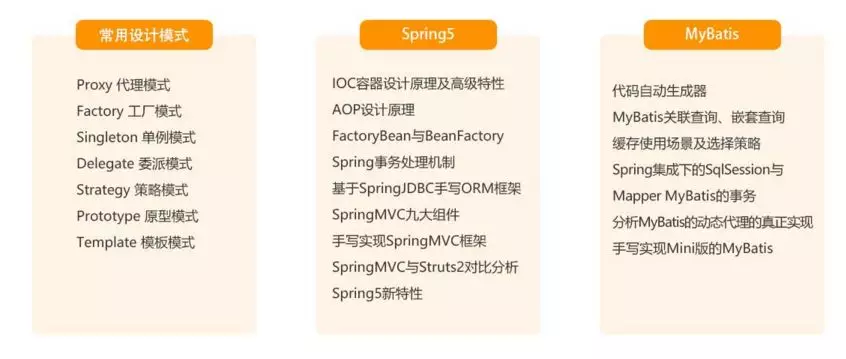 常用设计模式
Proxy 代理模式
Factory 工厂模式
Singleton 单例模式
Delegate 委派模式
Strategy 策略模式
Prototype 原型模式
Template 模板模式
Spring5
IOC容器设计原理及高级特性
AOP设计原理
FactoryBean与BeanFactory
Spring事务处理机制
基于SpringJDBC手写ORM框架
SpringMVC九大组件
手写实现SpringMVC框架
SpringMVC与Struts2对比分析
Spring5新特性
MyBatis
代码自动生成器
MyBatis关联查询、嵌套查询
缓存使用场景及选择策略
Spring集成下的SqlSession与
Mapper MyBatis的事务
分析MyBatis的动态代理的真正实现
手写实现Mini版的MyBatis